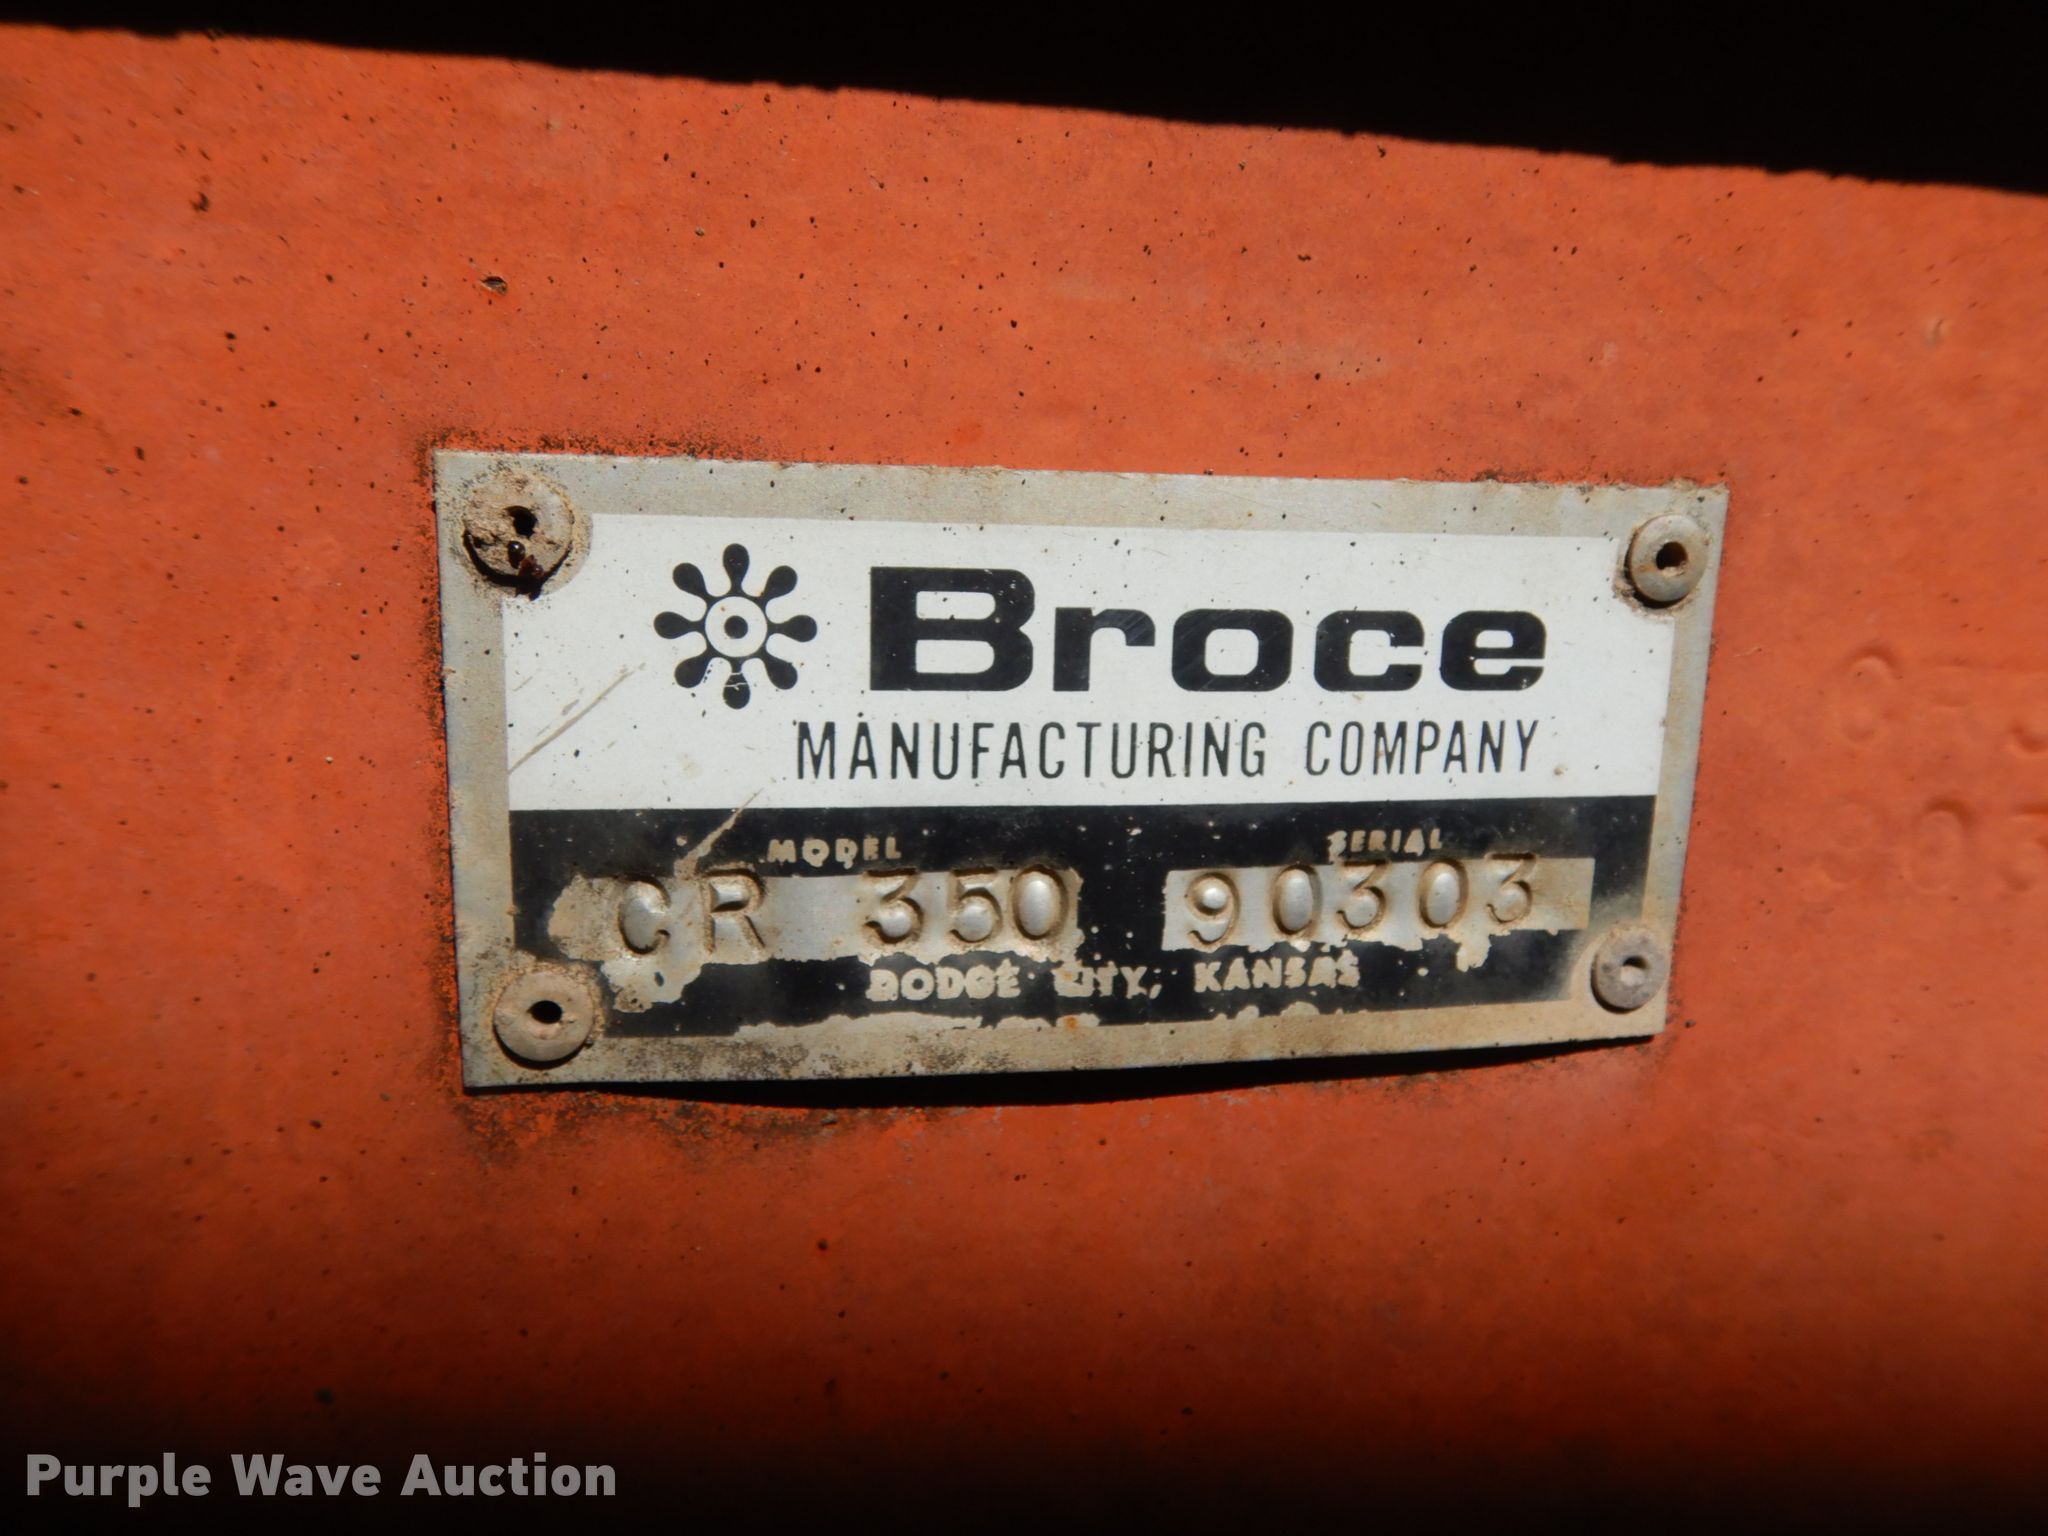 Broce
MANUFACTURING COMPANY
MODEL SERIAL
CR 350 90303
DODGE CITY, KANSAS
Purple Wave Auction